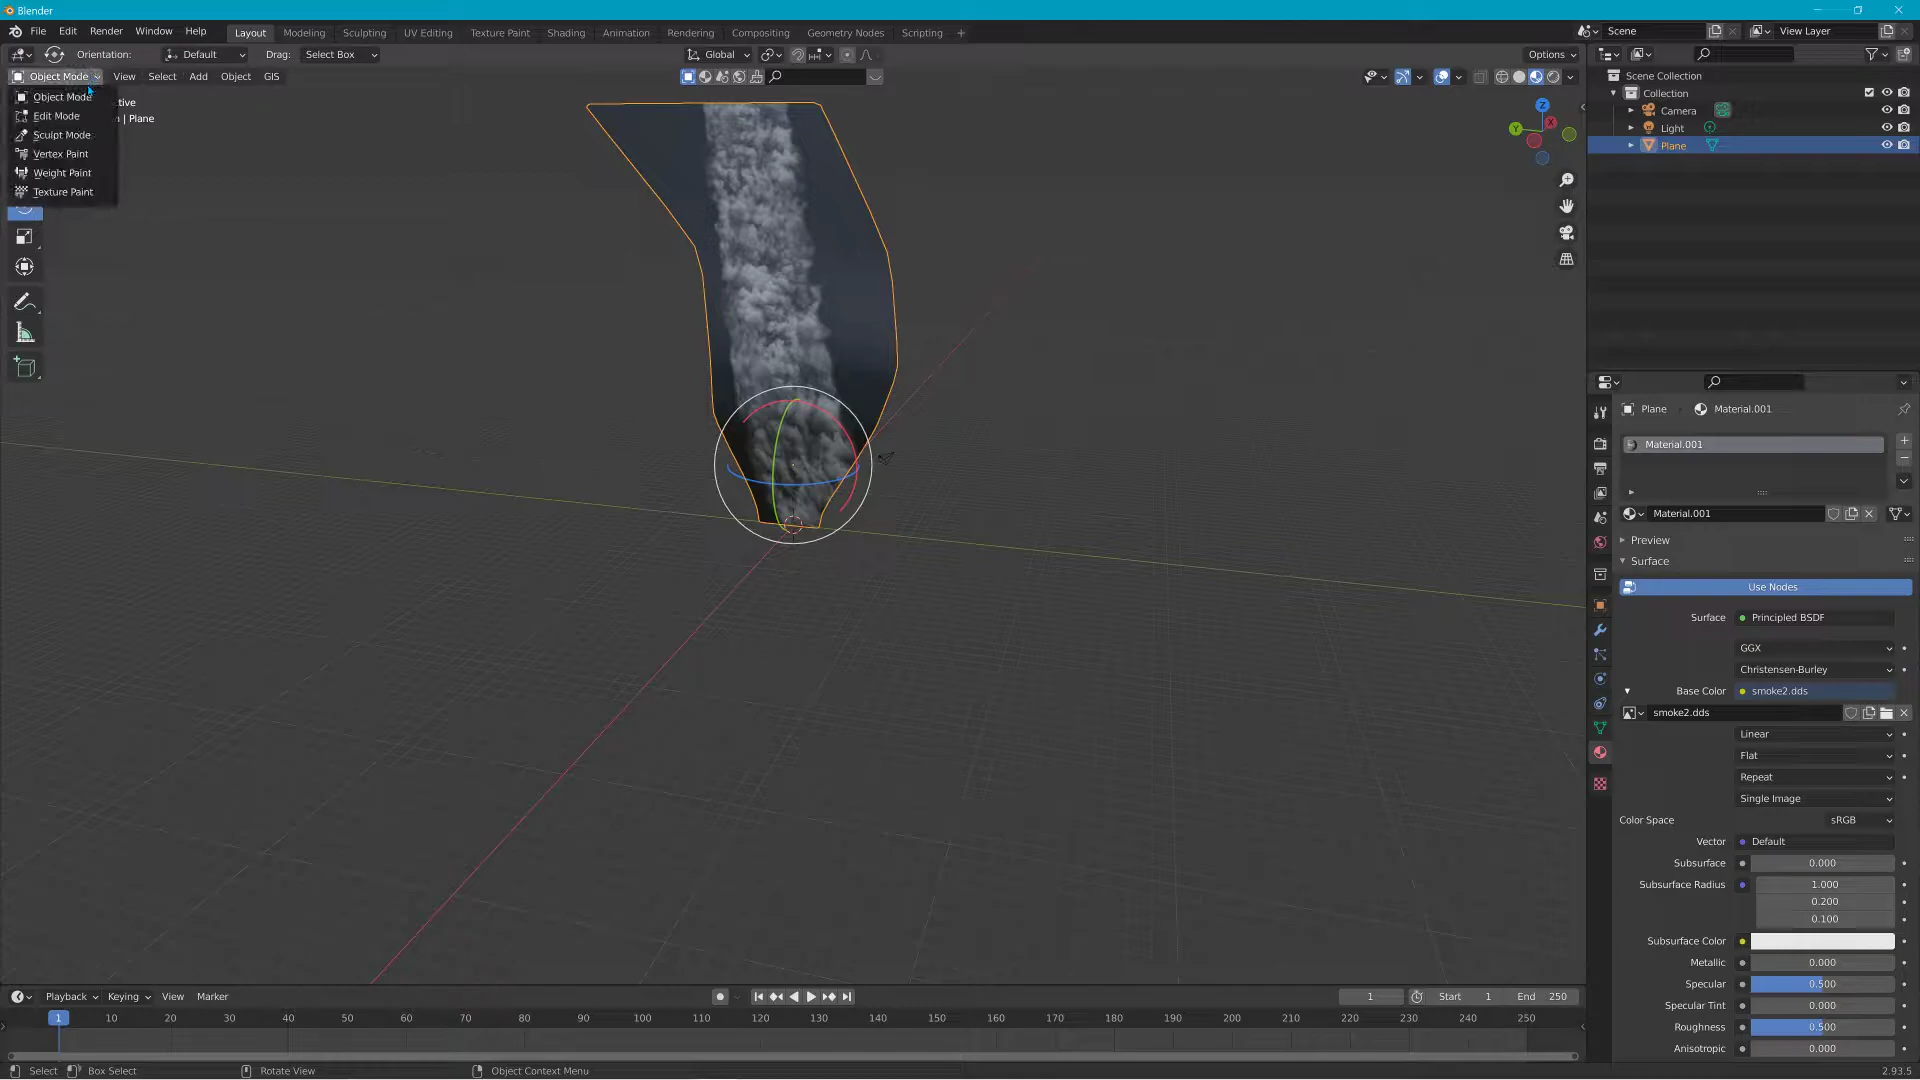 Blender
File Edit Render Window Help Layout Modeling Sculpting UV Editing Texture Paint Shading Animation Rendering Compositing Geometry Nodes Scripting +
Scene View Layer
Orientation: Default Drag: Select Box Global Options
Object Mode View Select Add Object GIS
Object Mode
Edit Mode
Sculpt Mode
Vertex Paint
Weight Paint
Texture Paint
tive
| Plane
Z
X
Y
Scene Collection
Collection
Camera
Light
Plane
Plane Material.001
Material.001
Material.001
Preview
Surface
Use Nodes
Surface Principled BSDF
GGX
Christensen-Burley
Base Color smoke2.dds
smoke2.dds
Linear
Flat
Repeat
Single Image
Color Space sRGB
Vector Default
Subsurface 0.000
Subsurface Radius 1.000
0.200
0.100
Subsurface Color
Metallic 0.000
Specular 0.500
Specular Tint 0.000
Roughness 0.500
Anisotropic 0.000
Playback Keying View Marker 1 Start 1 End 250
1 10 20 30 40 50 60 70 80 90 100 110 120 130 140 150 160 170 180 190 200 210 220 230 240 250
Select Box Select Rotate View Object Context Menu 2.93.5